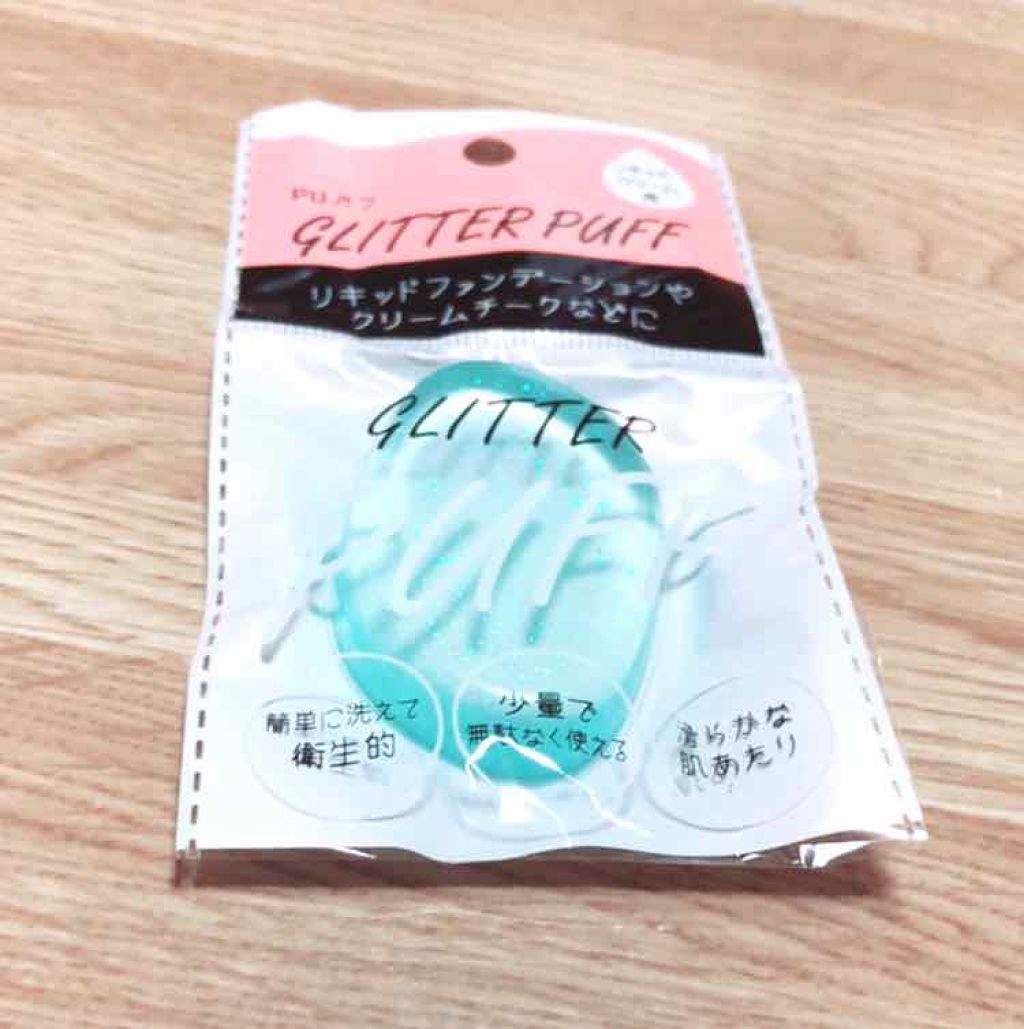 PUパフ
GLITTER PUFF
リキッドファンデーションや
クリームチークなどに
GLITTER
PUFF
簡単に洗えて
衛生的
少量で
無駄なく使える
滑らかな
肌あたり